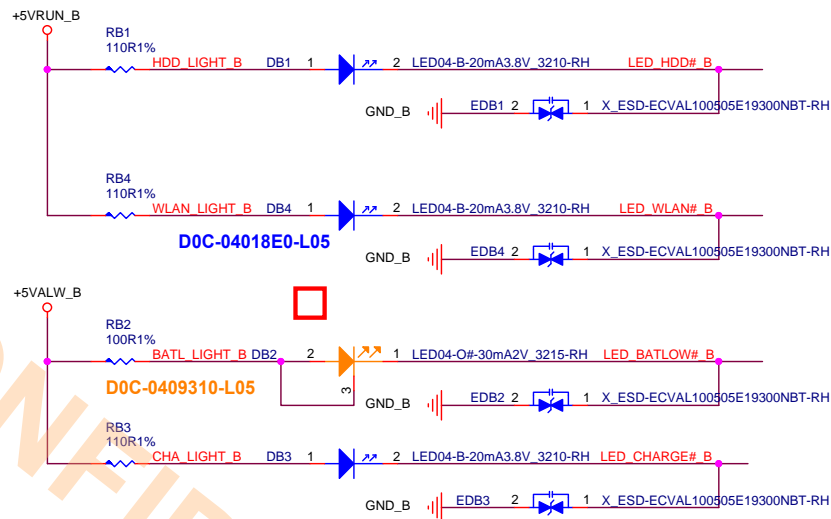 +5VRUN_B
RB1
110R1%
HDD_LIGHT_B DB1 1 2 LED04-B-20mA3.8V_3210-RH LED_HDD#_B
GND_B EDB1 2 1 X_ESD-ECVAL100505E19300NBT-RH
RB4
110R1%
WLAN_LIGHT_B DB4 1 2 LED04-B-20mA3.8V_3210-RH LED_WLAN#_B
D0C-04018E0-L05
GND_B EDB4 2 1 X_ESD-ECVAL100505E19300NBT-RH
+5VALW_B
RB2
100R1%
BATL_LIGHT_B DB2 2 1 LED04-O#-30mA2V_3215-RH LED_BATLOW#_B
D0C-0409310-L05
3
GND_B EDB2 2 1 X_ESD-ECVAL100505E19300NBT-RH
RB3
110R1%
CHA_LIGHT_B DB3 1 2 LED04-B-20mA3.8V_3210-RH LED_CHARGE#_B
GND_B EDB3 2 1 X_ESD-ECVAL100505E19300NBT-RH